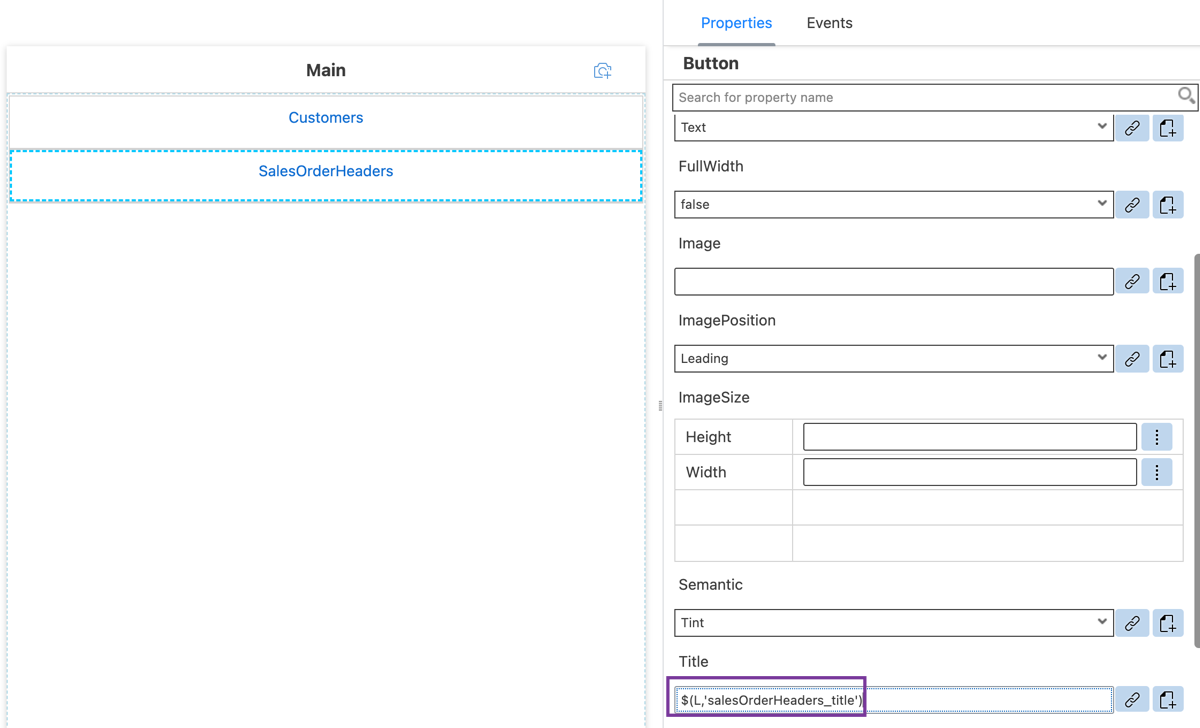 Main
Customers
SalesOrderHeaders
Properties Events
Button
Search for property name
Text
FullWidth
false
Image
ImagePosition
Leading
ImageSize
Height
Width
Semantic
Tint
Title
$(L,'salesOrderHeaders_title')